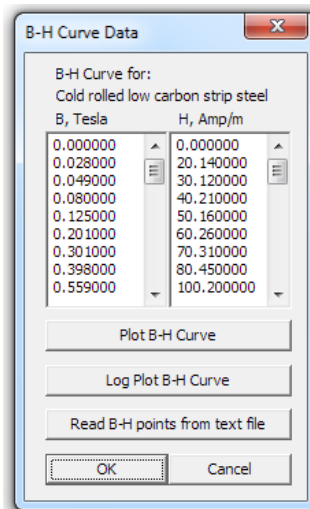 B-H Curve Data
B-H Curve for:
Cold rolled low carbon strip steel
B, Tesla H, Amp/m
0.000000 0.000000
0.028000 20.140000
0.049000 30.120000
0.080000 40.210000
0.125000 50.160000
0.201000 60.260000
0.301000 70.310000
0.398000 80.450000
0.559000 100.200000
Plot B-H Curve
Log Plot B-H Curve
Read B-H points from text file
OK Cancel